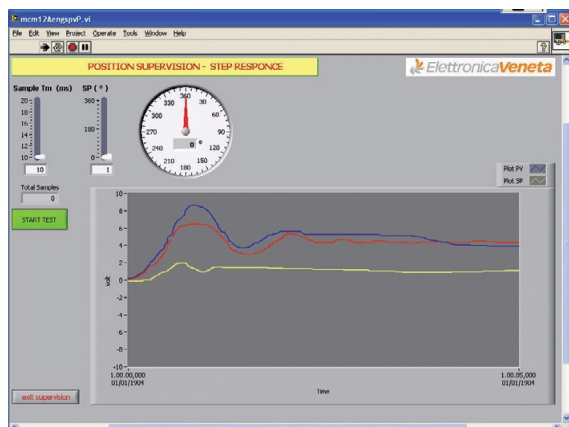 mcm12Aengspvp.vi
File Edit View Project Operate Tools Window Help
POSITION SUPERVISION - STEP RESPONCE
ElettronicaVeneta
Sample Tm (ms)
SP ( º )
20
18
16
14
12
10
10
360
180
0
1
360
30
60
90
120
150
180
210
240
270
300
330
0 º
Total Samples
0
START TEST
Plot PV
Plot SP
Volt
10
8
6
4
2
0
-2
-4
-6
-8
-10
1.00.00,000
01/01/1904
1.00.05,000
01/01/1904
Time
exit supervision